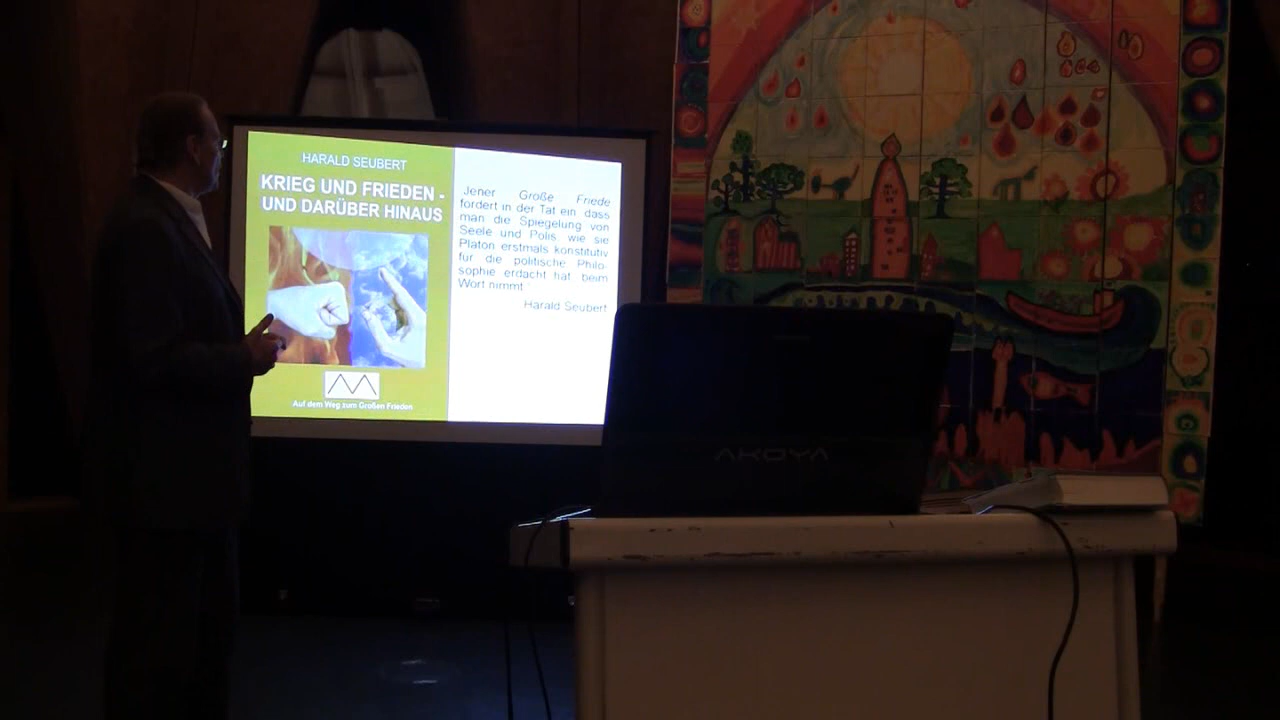 HARALD SEUBERT
KRIEG UND FRIEDEN -
UND DARÜBER HINAUS
Auf dem Weg zum Großen Frieden
Jener Große Friede
fordert in der Tat ein, dass
man die Spiegelung von
Seele und Polis, wie sie
Platon erstmals konstitutiv
für die politische Philo-
sophie erdacht hat, beim
Wort nimmt.
Harald Seubert
AKOYA